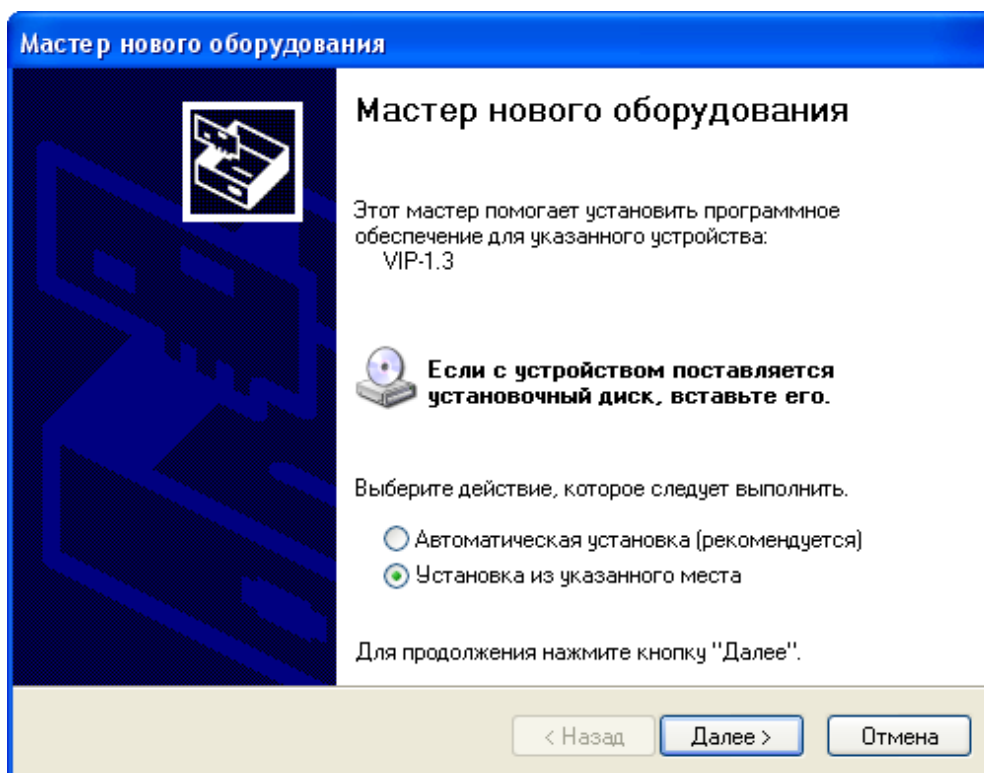 Мастер нового оборудования
Мастер нового оборудования
Этот мастер помогает установить программное
обеспечение для указанного устройства:
VIP-1.3
Если с устройством поставляется
установочный диск, вставьте его.
Выберите действие, которое следует выполнить.
Автоматическая установка (рекомендуется)
Установка из указанного места
Для продолжения нажмите кнопку "Далее".
< Назад Далее > Отмена